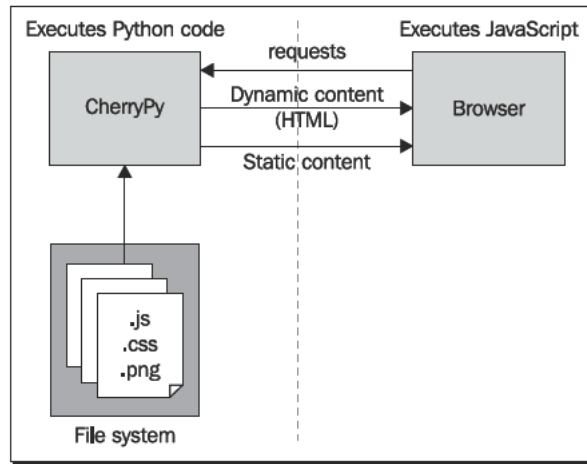 Executes Python code
Executes JavaScript
requests
CherryPy
Dynamic content
(HTML)
Browser
Static content
.js
.css
.png
File system